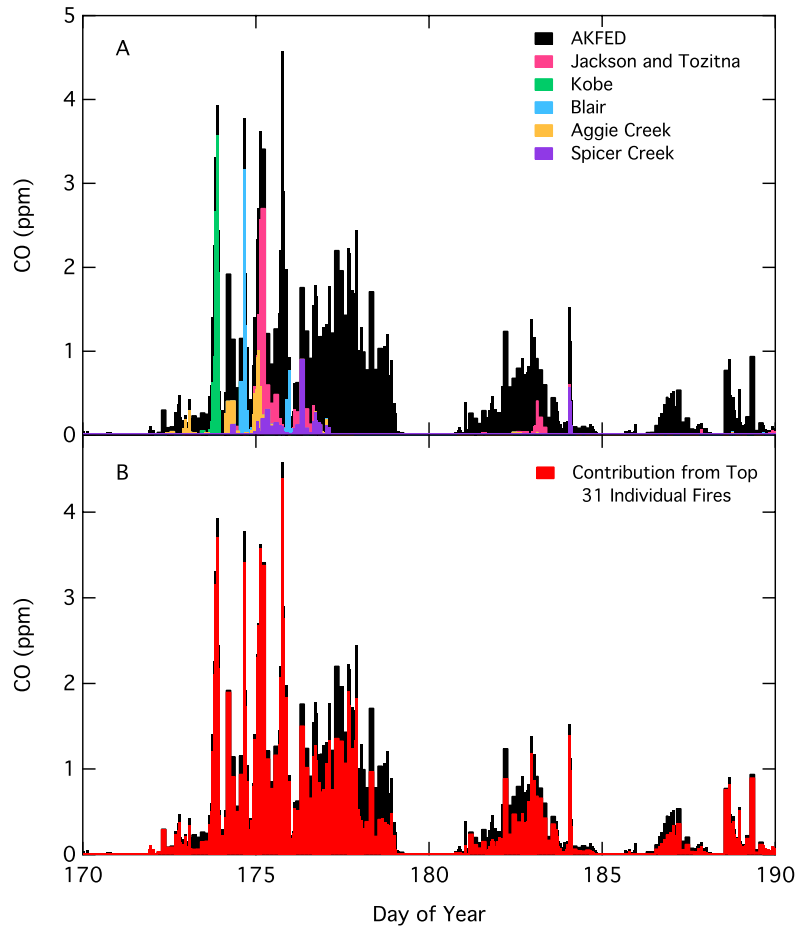 5
A
AKFED
Jackson and Tozitna
Kobe
Blair
Aggie Creek
Spicer Creek
4
3
CO (ppm)
2
1
0
B
Contribution from Top
31 Individual Fires
4
3
CO (ppm)
2
1
0
170 175 180 185 190
Day of Year